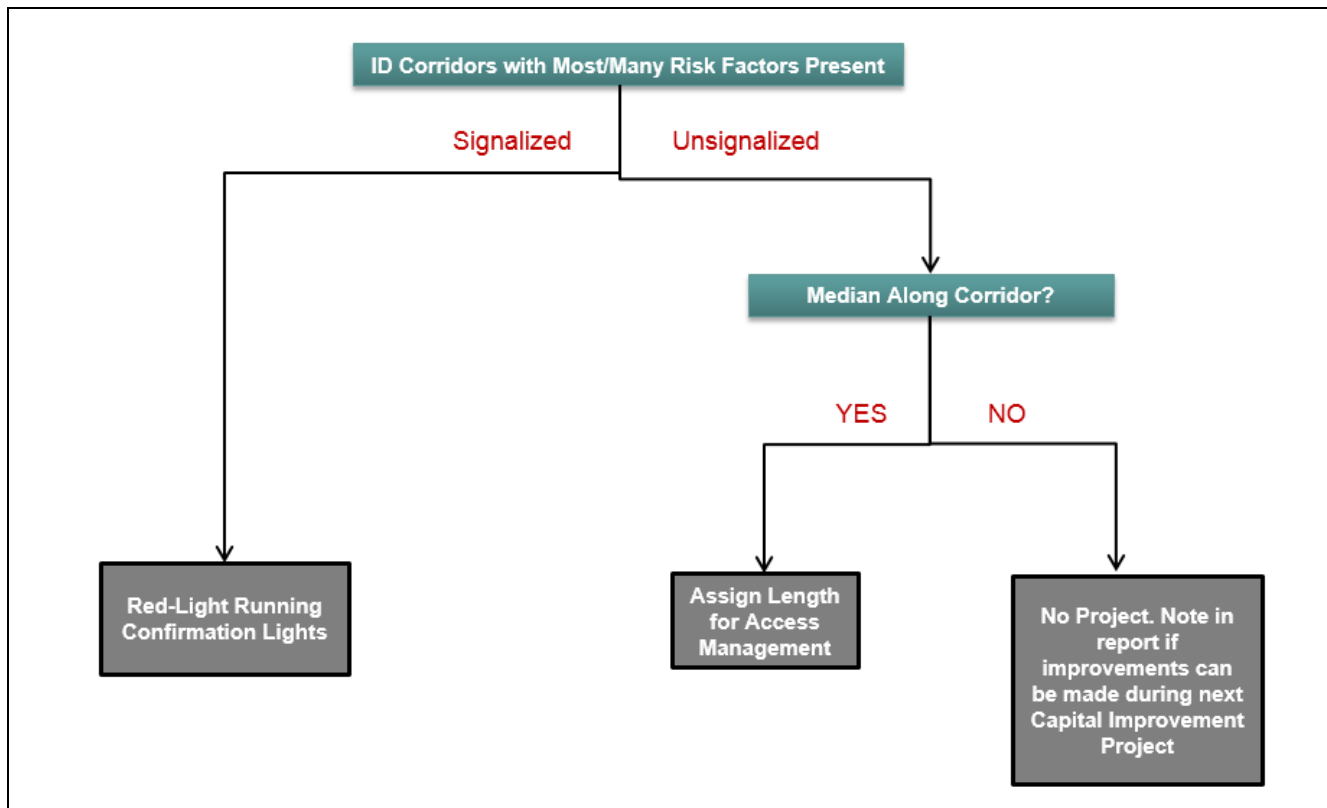 ID Corridors with Most/Many Risk Factors Present
Signalized
Unsignalized
Median Along Corridor?
YES
NO
Red-Light Running
Confirmation Lights
Assign Length
for Access
Management
No Project. Note in
report if
improvements can
be made during next
Capital Improvement
Project